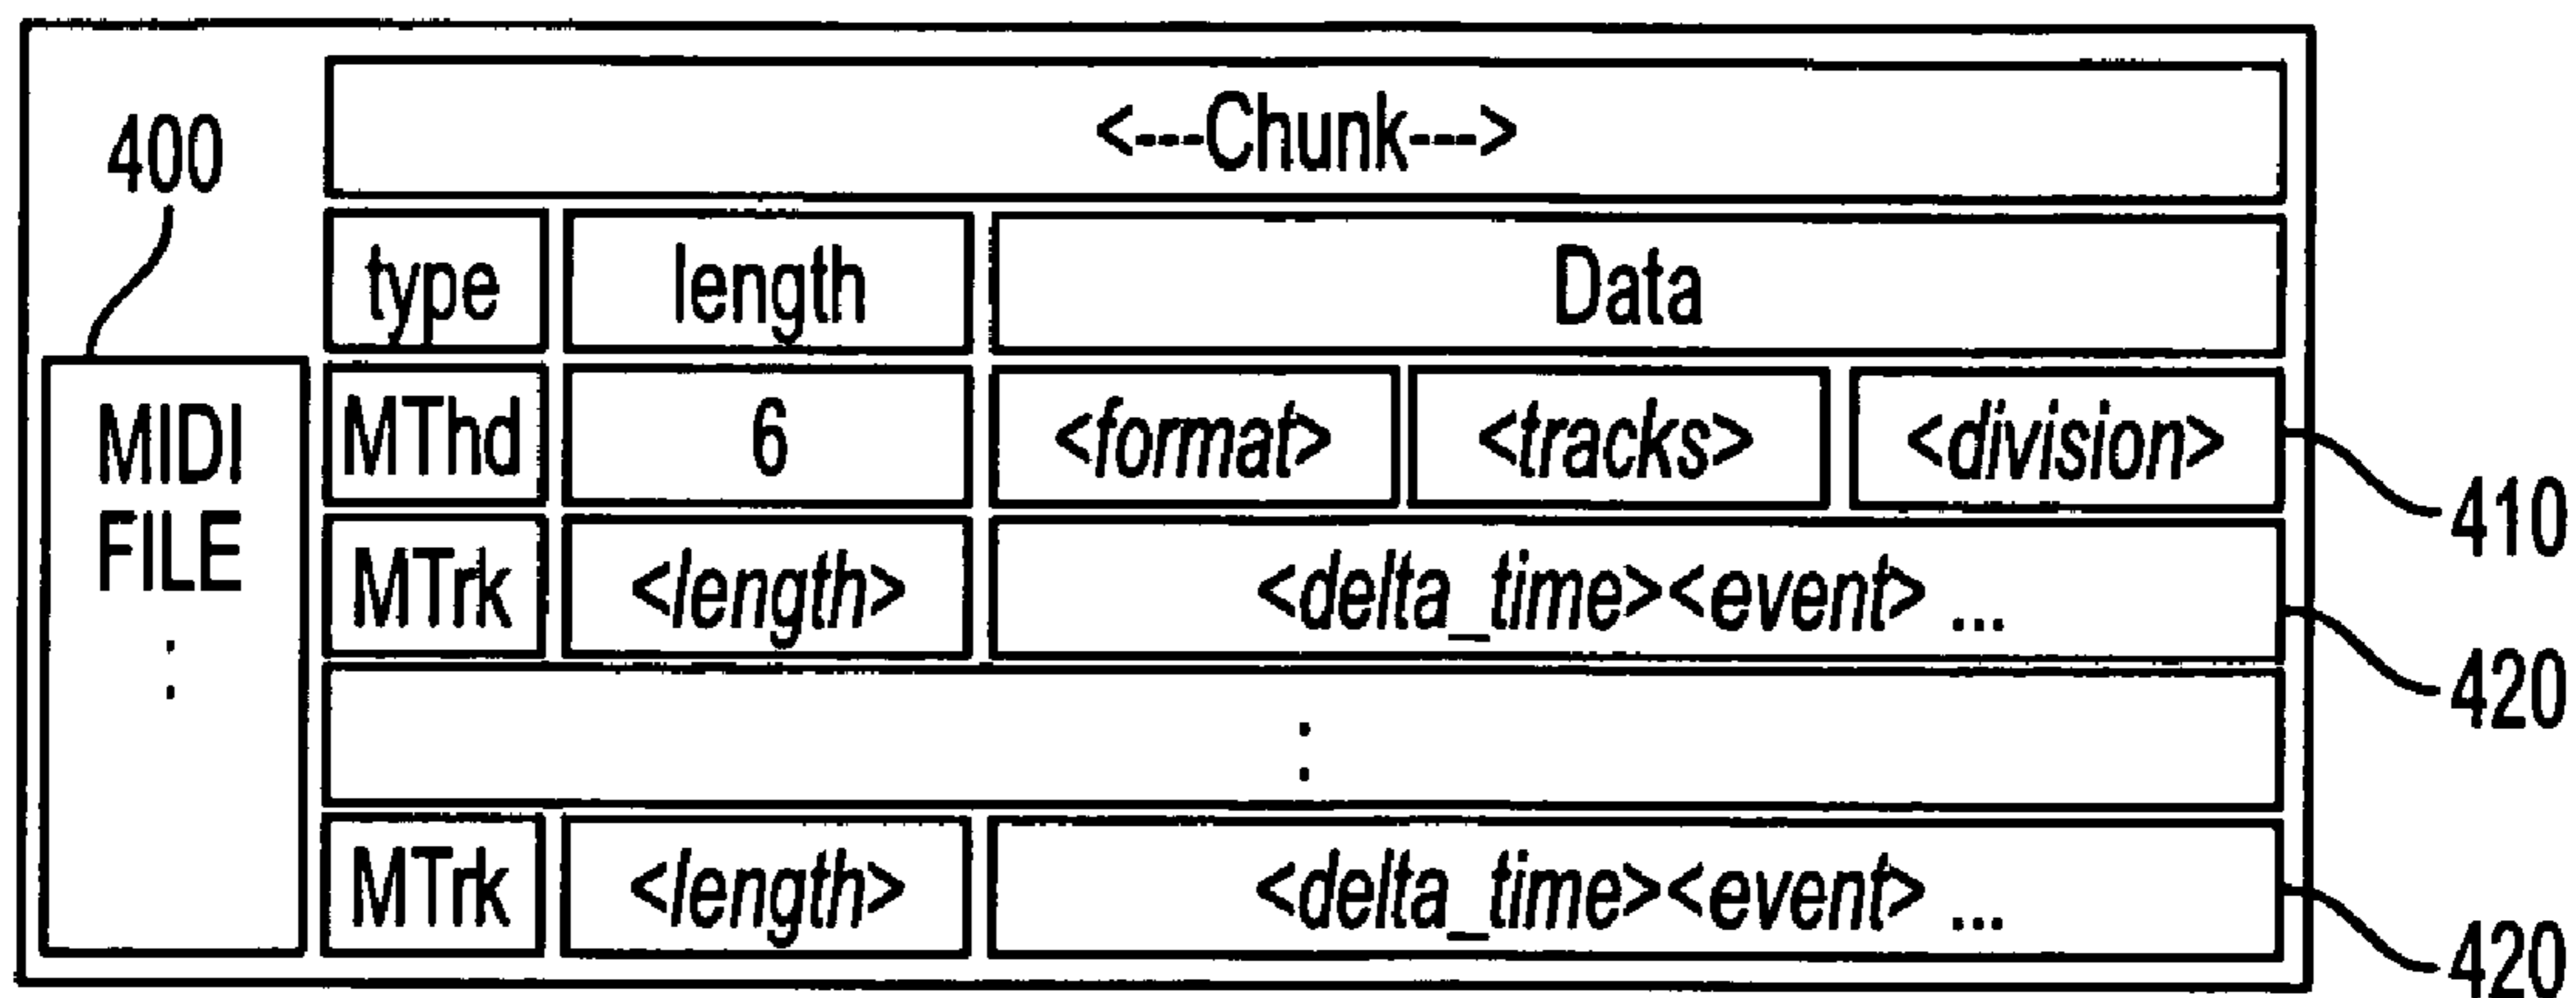 <---Chunk--->
400
type length Data
MIDI FILE
:
MThd 6 <format> <tracks> <division>
410
MTrk <length> <delta_time><event> ...
420
:
MTrk <length> <delta_time><event> ...
420